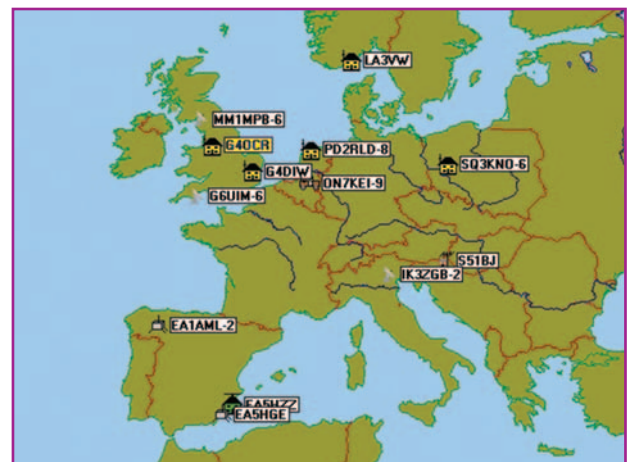 LA3VW
MM1MPB-6
G4OCR
PD2RLD-8
G4DIW
SQ3KNO-6
ON7KEI-9
G6UIM-6
S51BJ
IK3ZGB-2
EA1AML-2
EA5HZZ
EA5HGE